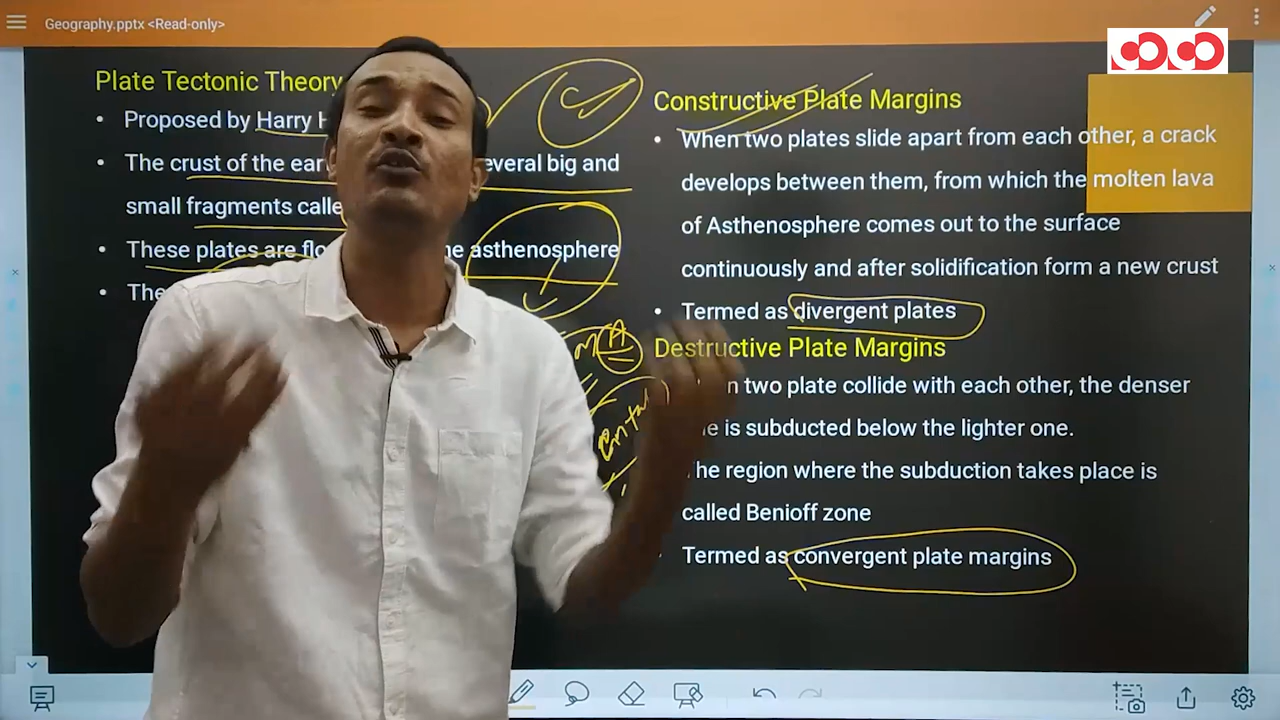 Geography.pptx <Read-only>
Plate Tectonic Theory
• Proposed by Harry H
• The crust of the ear everal big and
small fragments calle
• These plates are flo he asthenosphere
• The
Constructive Plate Margins
• When two plates slide apart from each other, a crack
develops between them, from which the molten lava
of Asthenosphere comes out to the surface
continuously and after solidification form a new crust
• Termed as divergent plates
Destructive Plate Margins
n two plate collide with each other, the denser
e is subducted below the lighter one.
The region where the subduction takes place is
called Benioff zone
• Termed as convergent plate margins